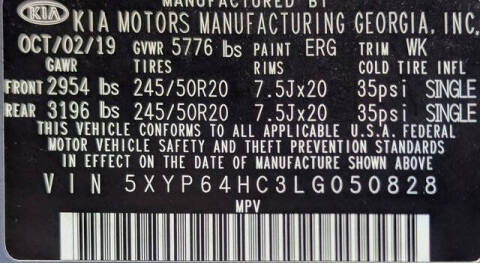 MANUFACTURED BY
KIA KIA MOTORS MANUFACTURING GEORGIA, INC.
OCT/02/19 GVWR 5776 lbs PAINT ERG TRIM WK
GAWR TIRES RIMS COLD TIRE INFL
FRONT 2954 lbs 245/50R20 7.5Jx20 35psi SINGLE
REAR 3196 lbs 245/50R20 7.5Jx20 35psi SINGLE
THIS VEHICLE CONFORMS TO ALL APPLICABLE U.S.A. FEDERAL
MOTOR VEHICLE SAFETY AND THEFT PREVENTION STANDARDS
IN EFFECT ON THE DATE OF MANUFACTURE SHOWN ABOVE
VIN 5XYP64HC3LG050828
MPV